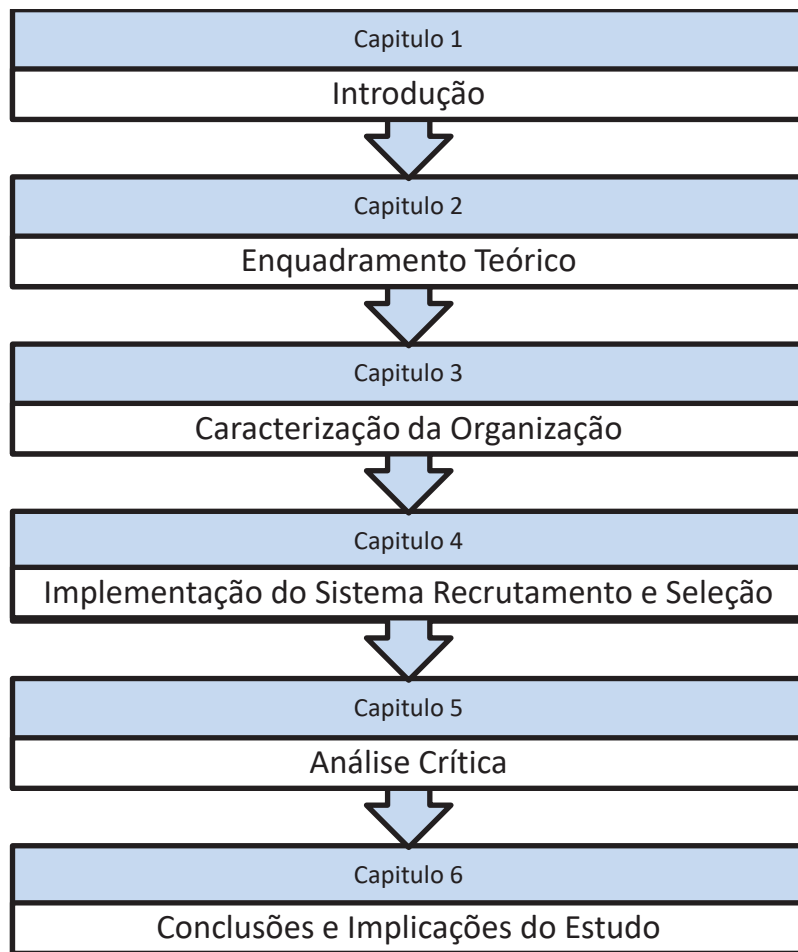 Capitulo 1
Introdução
Capitulo 2
Enquadramento Teórico
Capitulo 3
Caracterização da Organização
Capitulo 4
Implementação do Sistema Recrutamento e Seleção
Capitulo 5
Análise Crítica
Capitulo 6
Conclusões e Implicações do Estudo